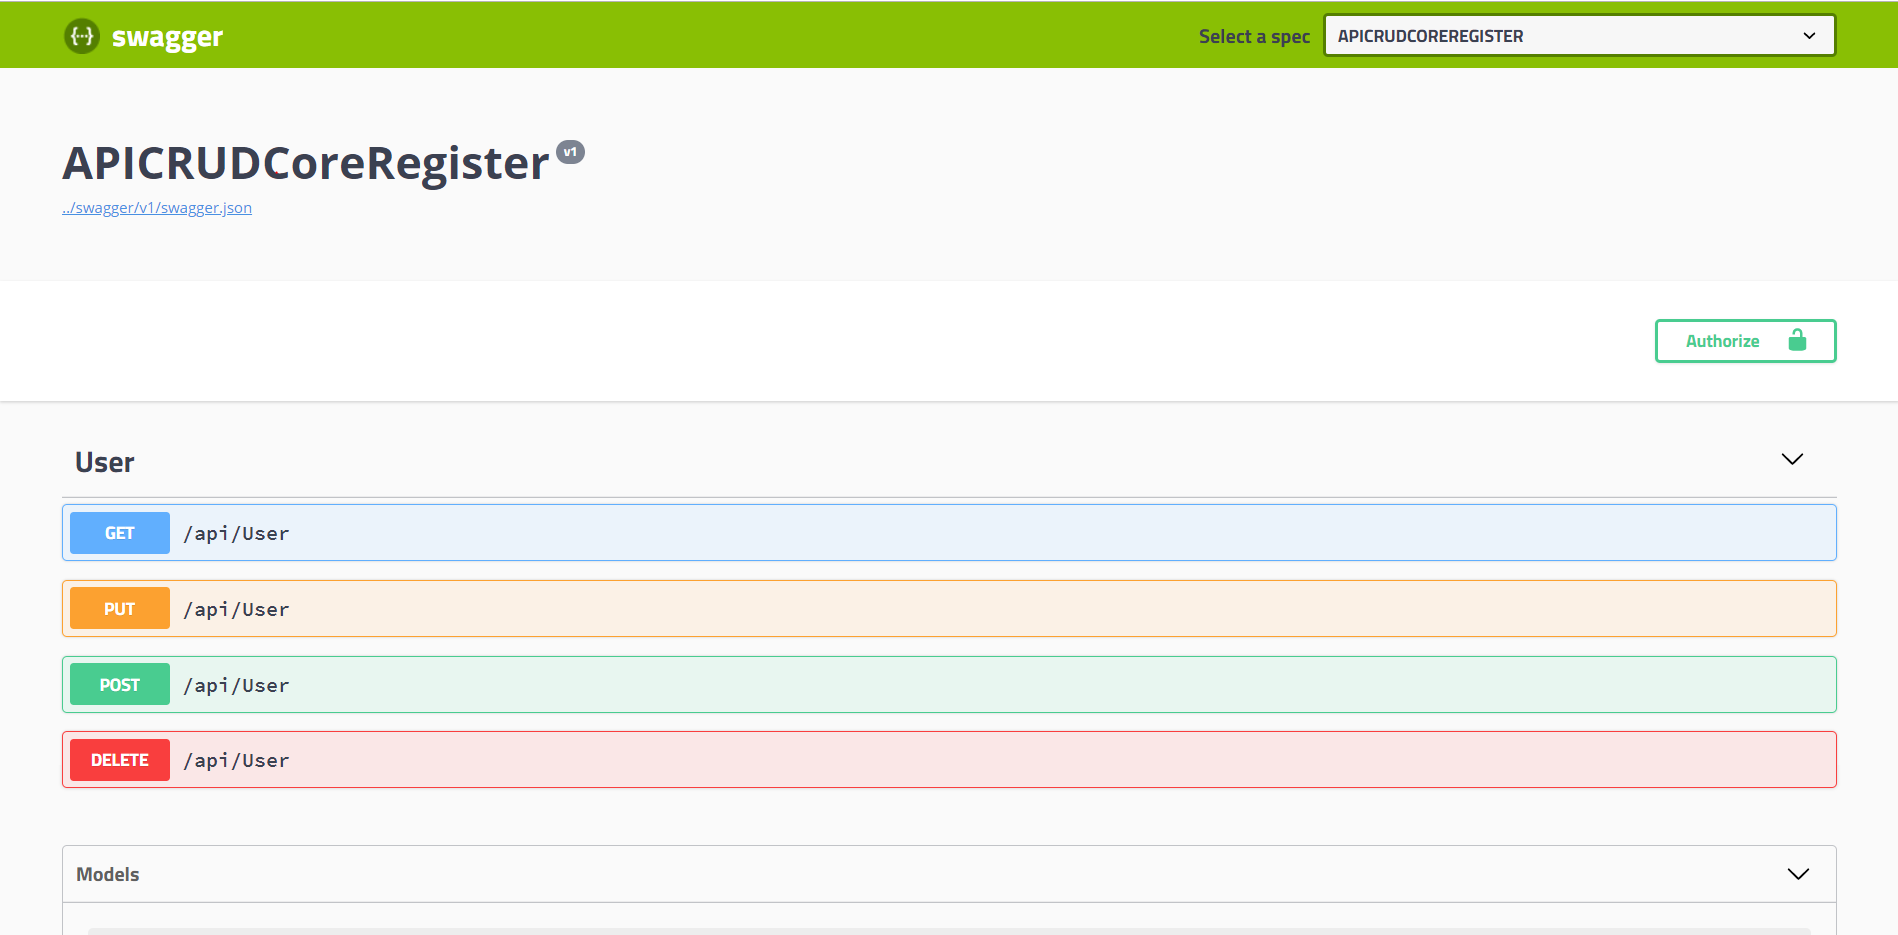 {...} swagger
Select a spec
APICRUDCOREREGISTER
APICRUDCoreRegister v1
../swagger/v1/swagger.json
Authorize
User
GET /api/User
PUT /api/User
POST /api/User
DELETE /api/User
Models